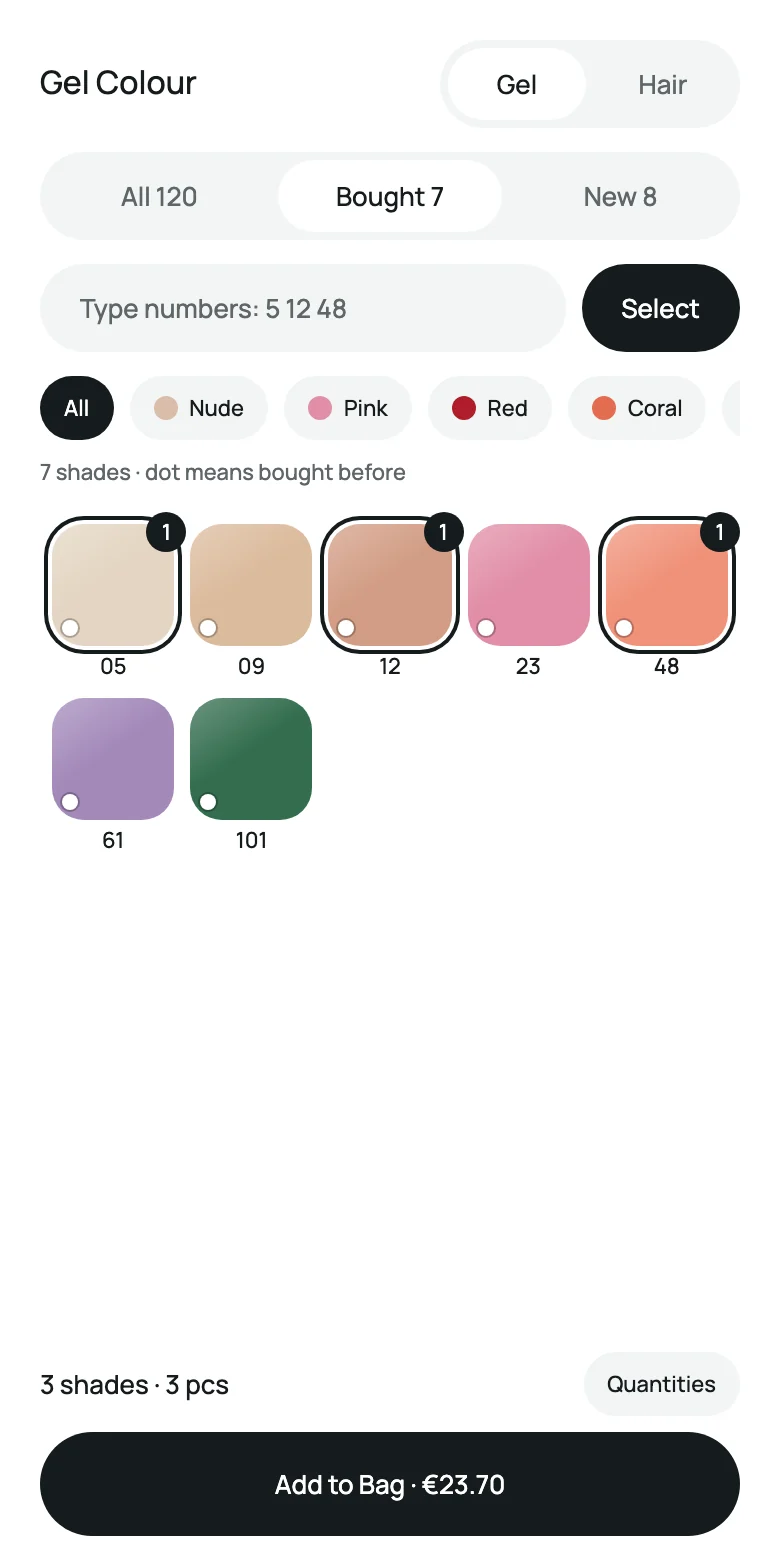 Gel Colour
Gel
Hair
All 120
Bought 7
New 8
Type numbers: 5 12 48
Select
All
Nude
Pink
Red
Coral
7 shades · dot means bought before
1
1
1
05
09
12
23
48
61
101
3 shades · 3 pcs
Quantities
Add to Bag · €23.70